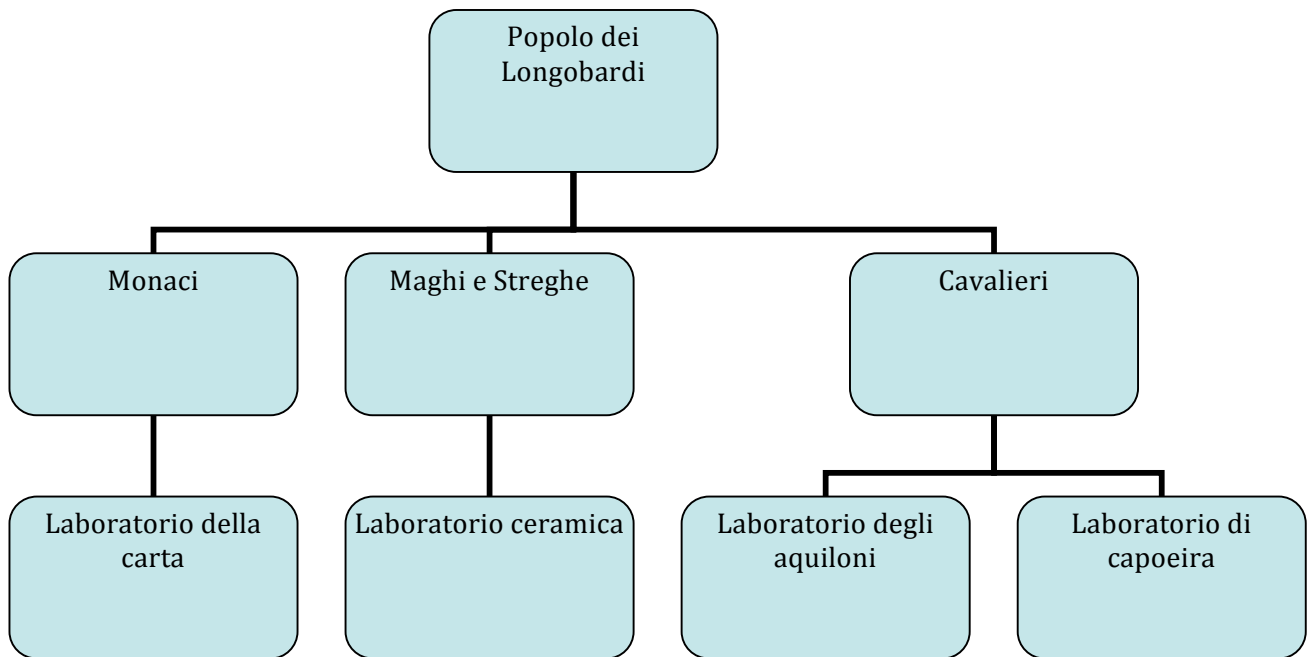 Popolo dei
Longobardi
Monaci
Maghi e Streghe
Cavalieri
Laboratorio della
carta
Laboratorio ceramica
Laboratorio degli
aquiloni
Laboratorio di
capoeira